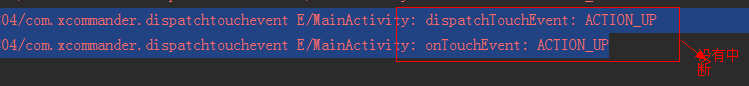 04/com.xcommander.dispatchtouchevent E/MainActivity: dispatchTouchEvent: ACTION_UP
04/com.xcommander.dispatchtouchevent E/MainActivity: onTouchEvent: ACTION_UP
没有中
断